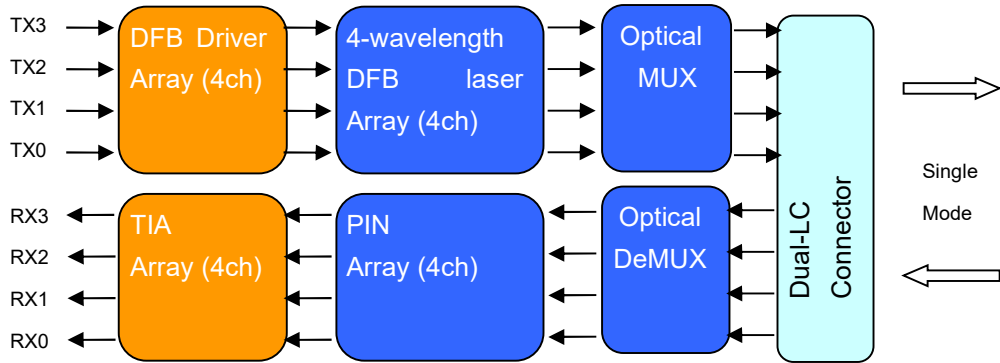 TX3
TX2
TX1
TX0
DFB Driver
Array (4ch)
4-wavelength
DFB laser
Array (4ch)
Optical
MUX
Dual-LC
Connector
Single
Mode
RX3
RX2
RX1
RX0
TIA
Array (4ch)
PIN
Array (4ch)
Optical
DeMUX